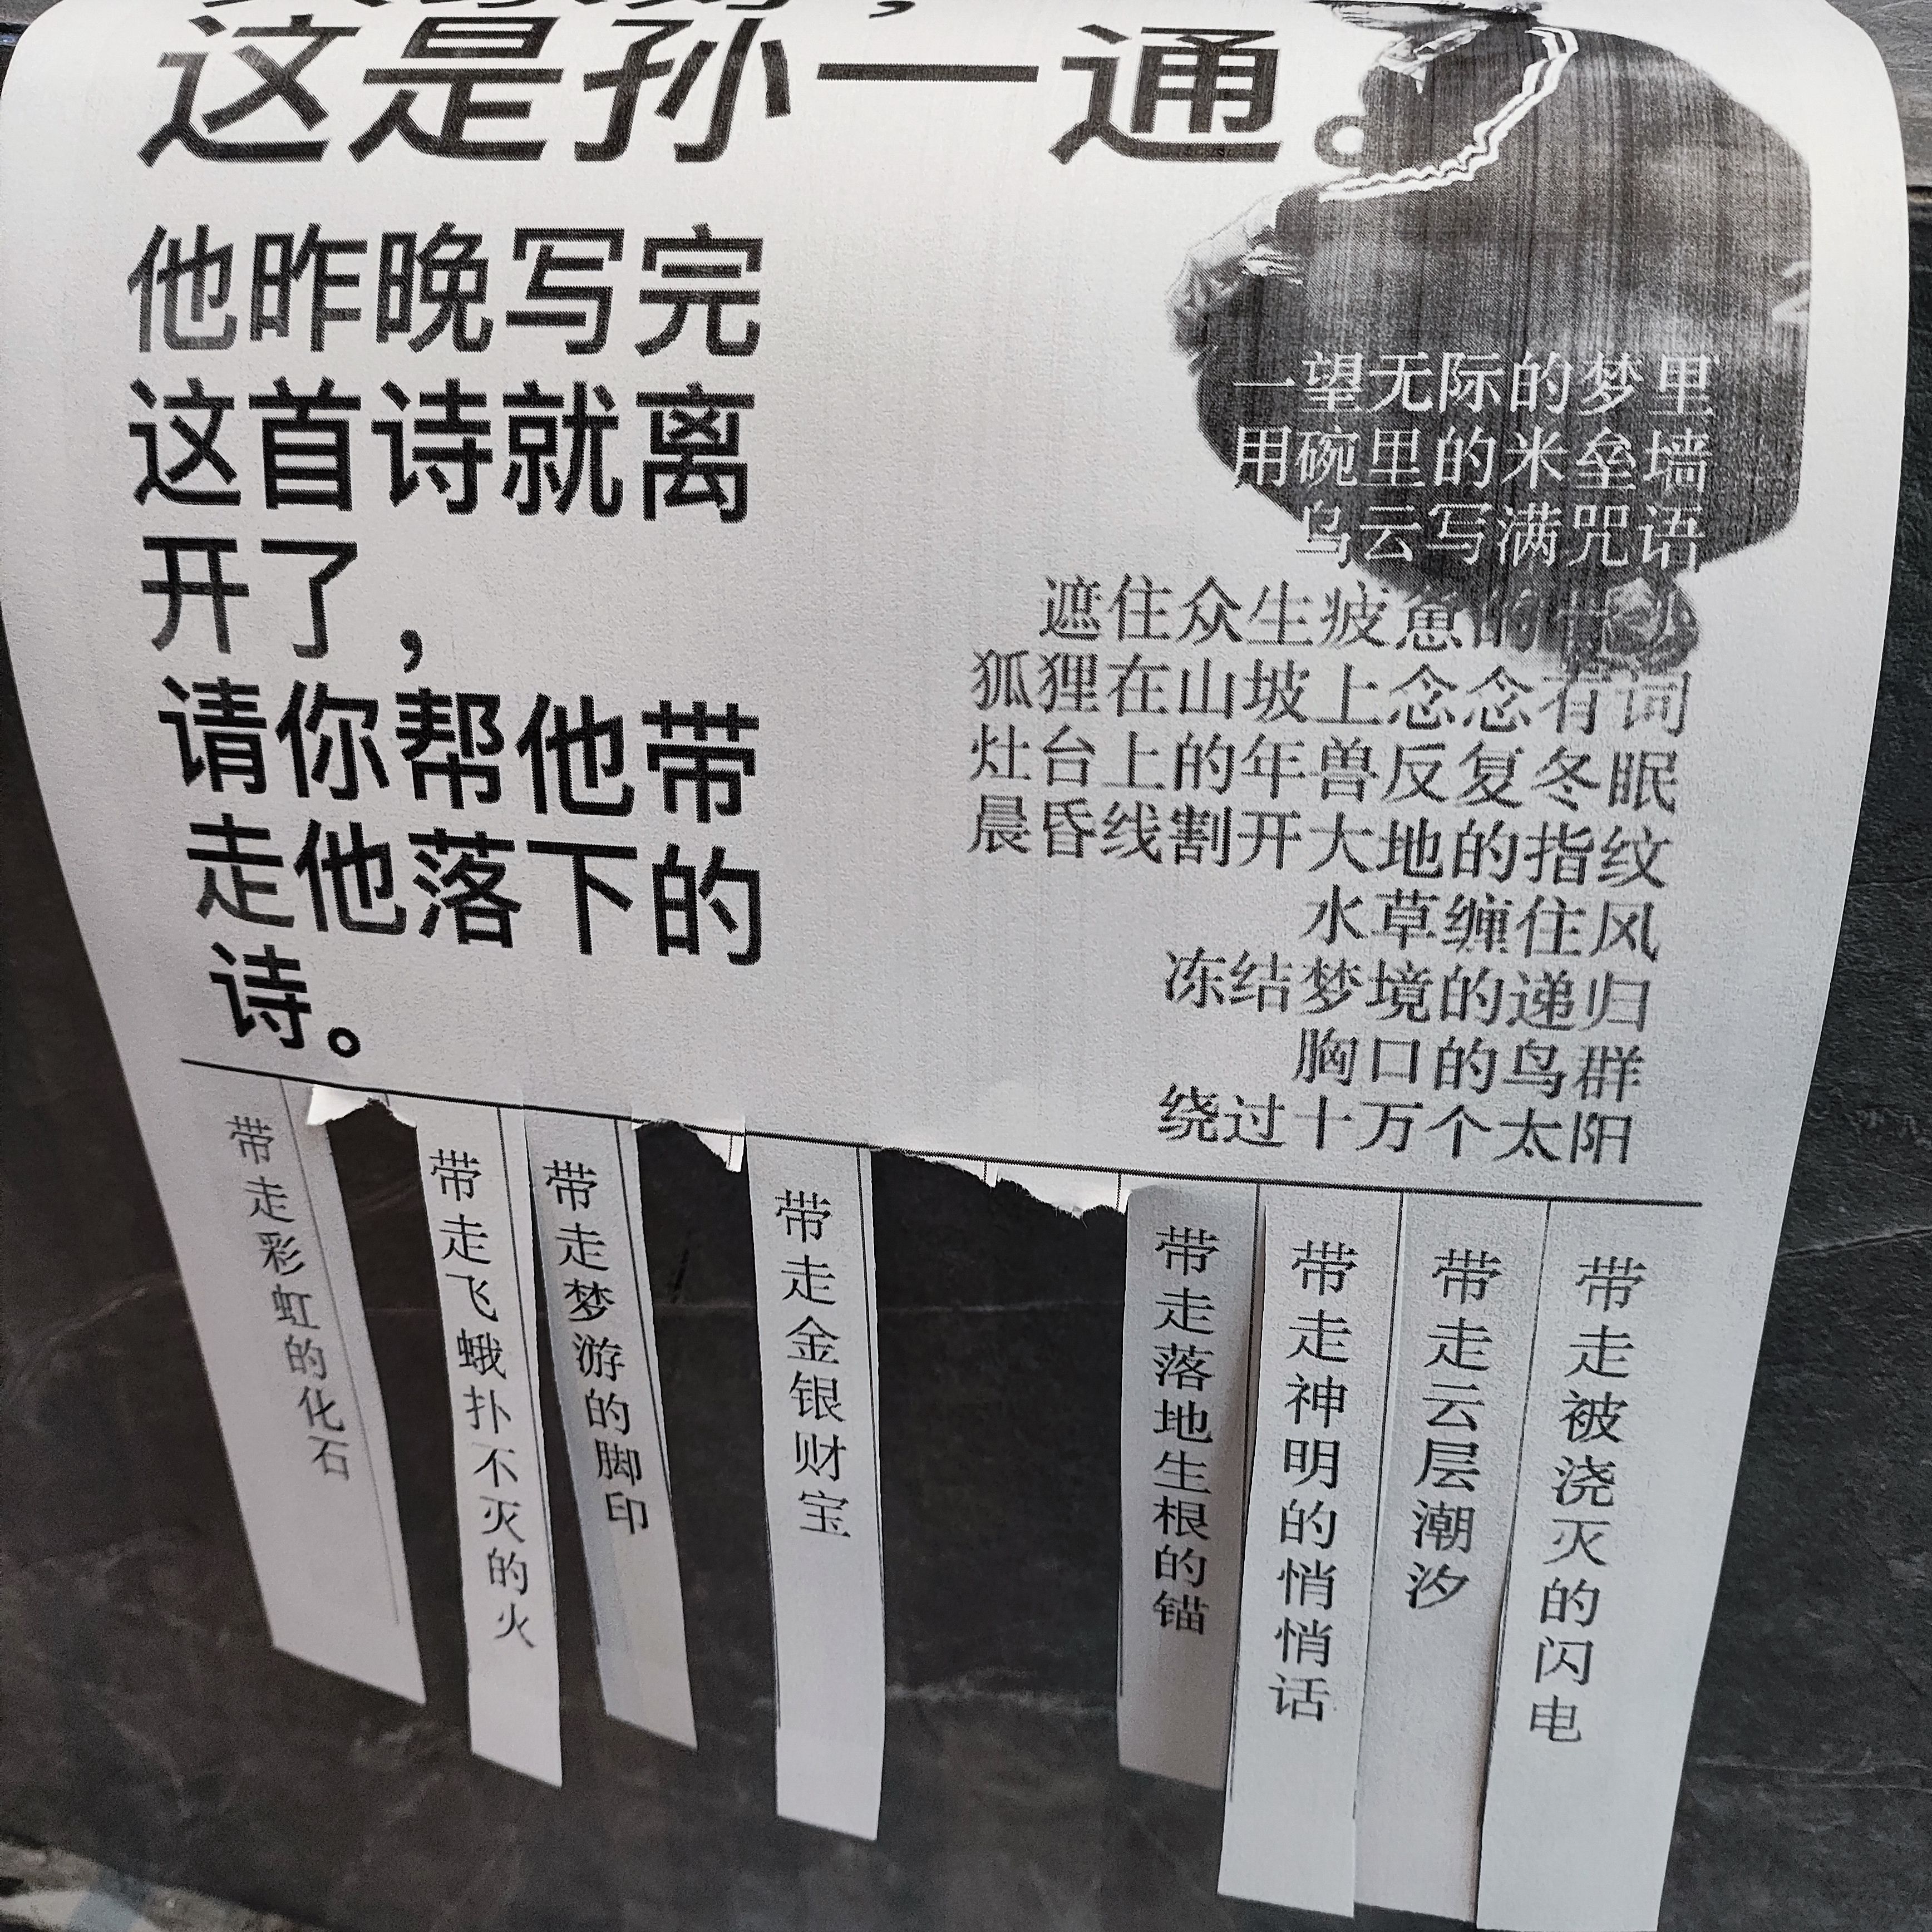 这是孙一通。
他昨晚写完
这首诗就离
开了，
请你帮他带
走他落下的
诗。
一望无际的梦里
用碗里的米垒墙
乌云写满咒语
遮住众生疲惫的
狐狸在山坡上念念有词
灶台上的年兽反复冬眠
晨昏线割开大地的指纹
水草缠住风
冻结梦境的递归
胸口的鸟群
绕过十万个太阳
带走彩虹的化石
带走飞蛾扑不灭的火
带走梦游的脚印
带走金银财宝
带走落地生根的锚
带走神明的悄悄话
带走云层潮汐
带走被浇灭的闪电